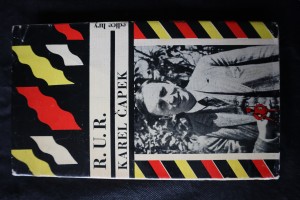 edice hry
R. U. R.
KAREL ČAPEK